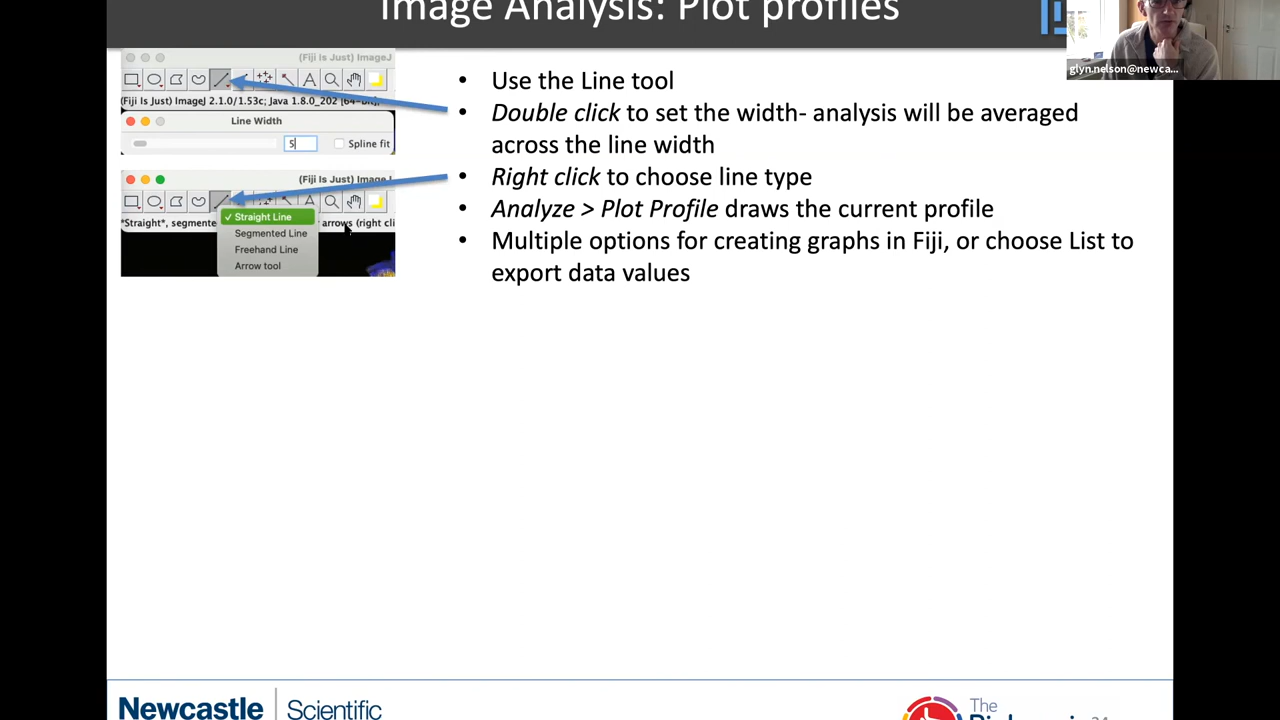 Image Analysis: Plot profiles
glyn.nelson@newca...
(Fiji Is Just) ImageJ
(Fiji Is Just) ImageJ 2.1.0/1.53c; Java 1.8.0_202 [64-bit];
Line Width
5
Spline fit
(Fiji Is Just) ImageJ
*Straight*, segmente
arrows (right cli
Straight Line
Segmented Line
Freehand Line
Arrow tool
• Use the Line tool
• Double click to set the width- analysis will be averaged
across the line width
• Right click to choose line type
• Analyze > Plot Profile draws the current profile
• Multiple options for creating graphs in Fiji, or choose List to
export data values
Newcastle
Scientific
The